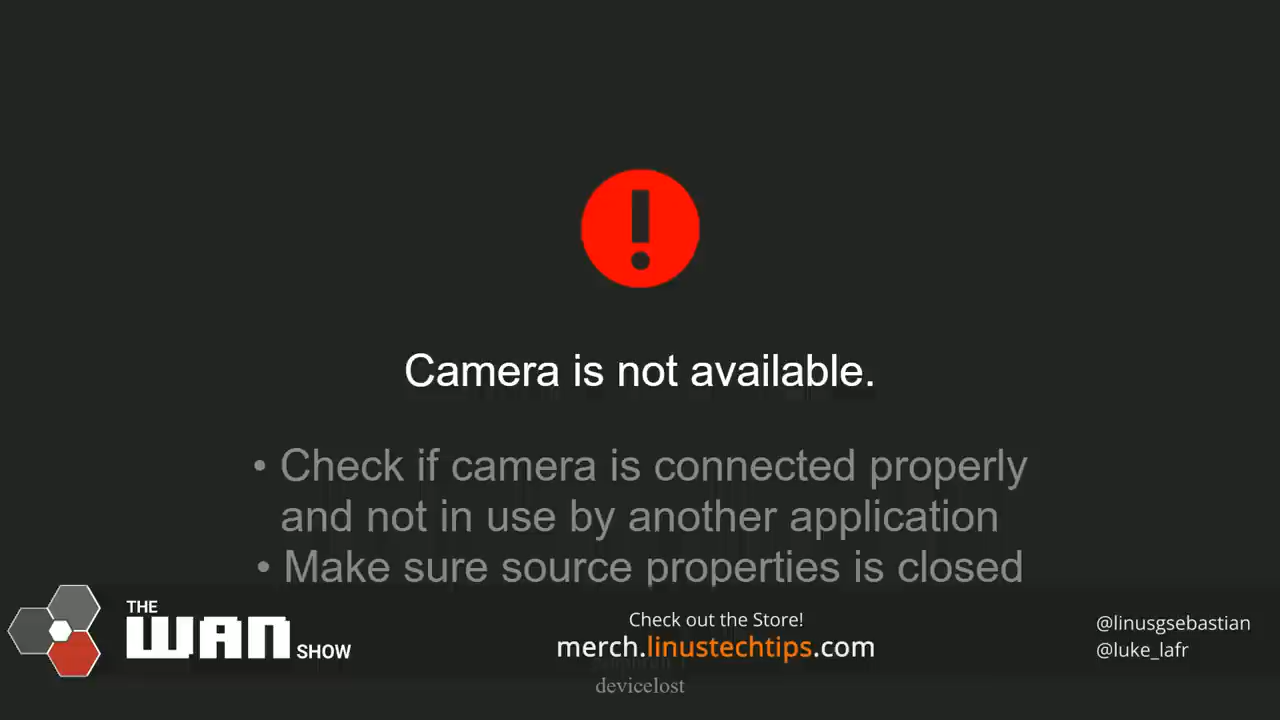 Camera is not available.
• Check if camera is connected properly
and not in use by another application
• Make sure source properties is closed
THE
WAN SHOW
Check out the Store!
merch.linustechtips.com
@linusgsebastian
@luke_lafr
devicelost